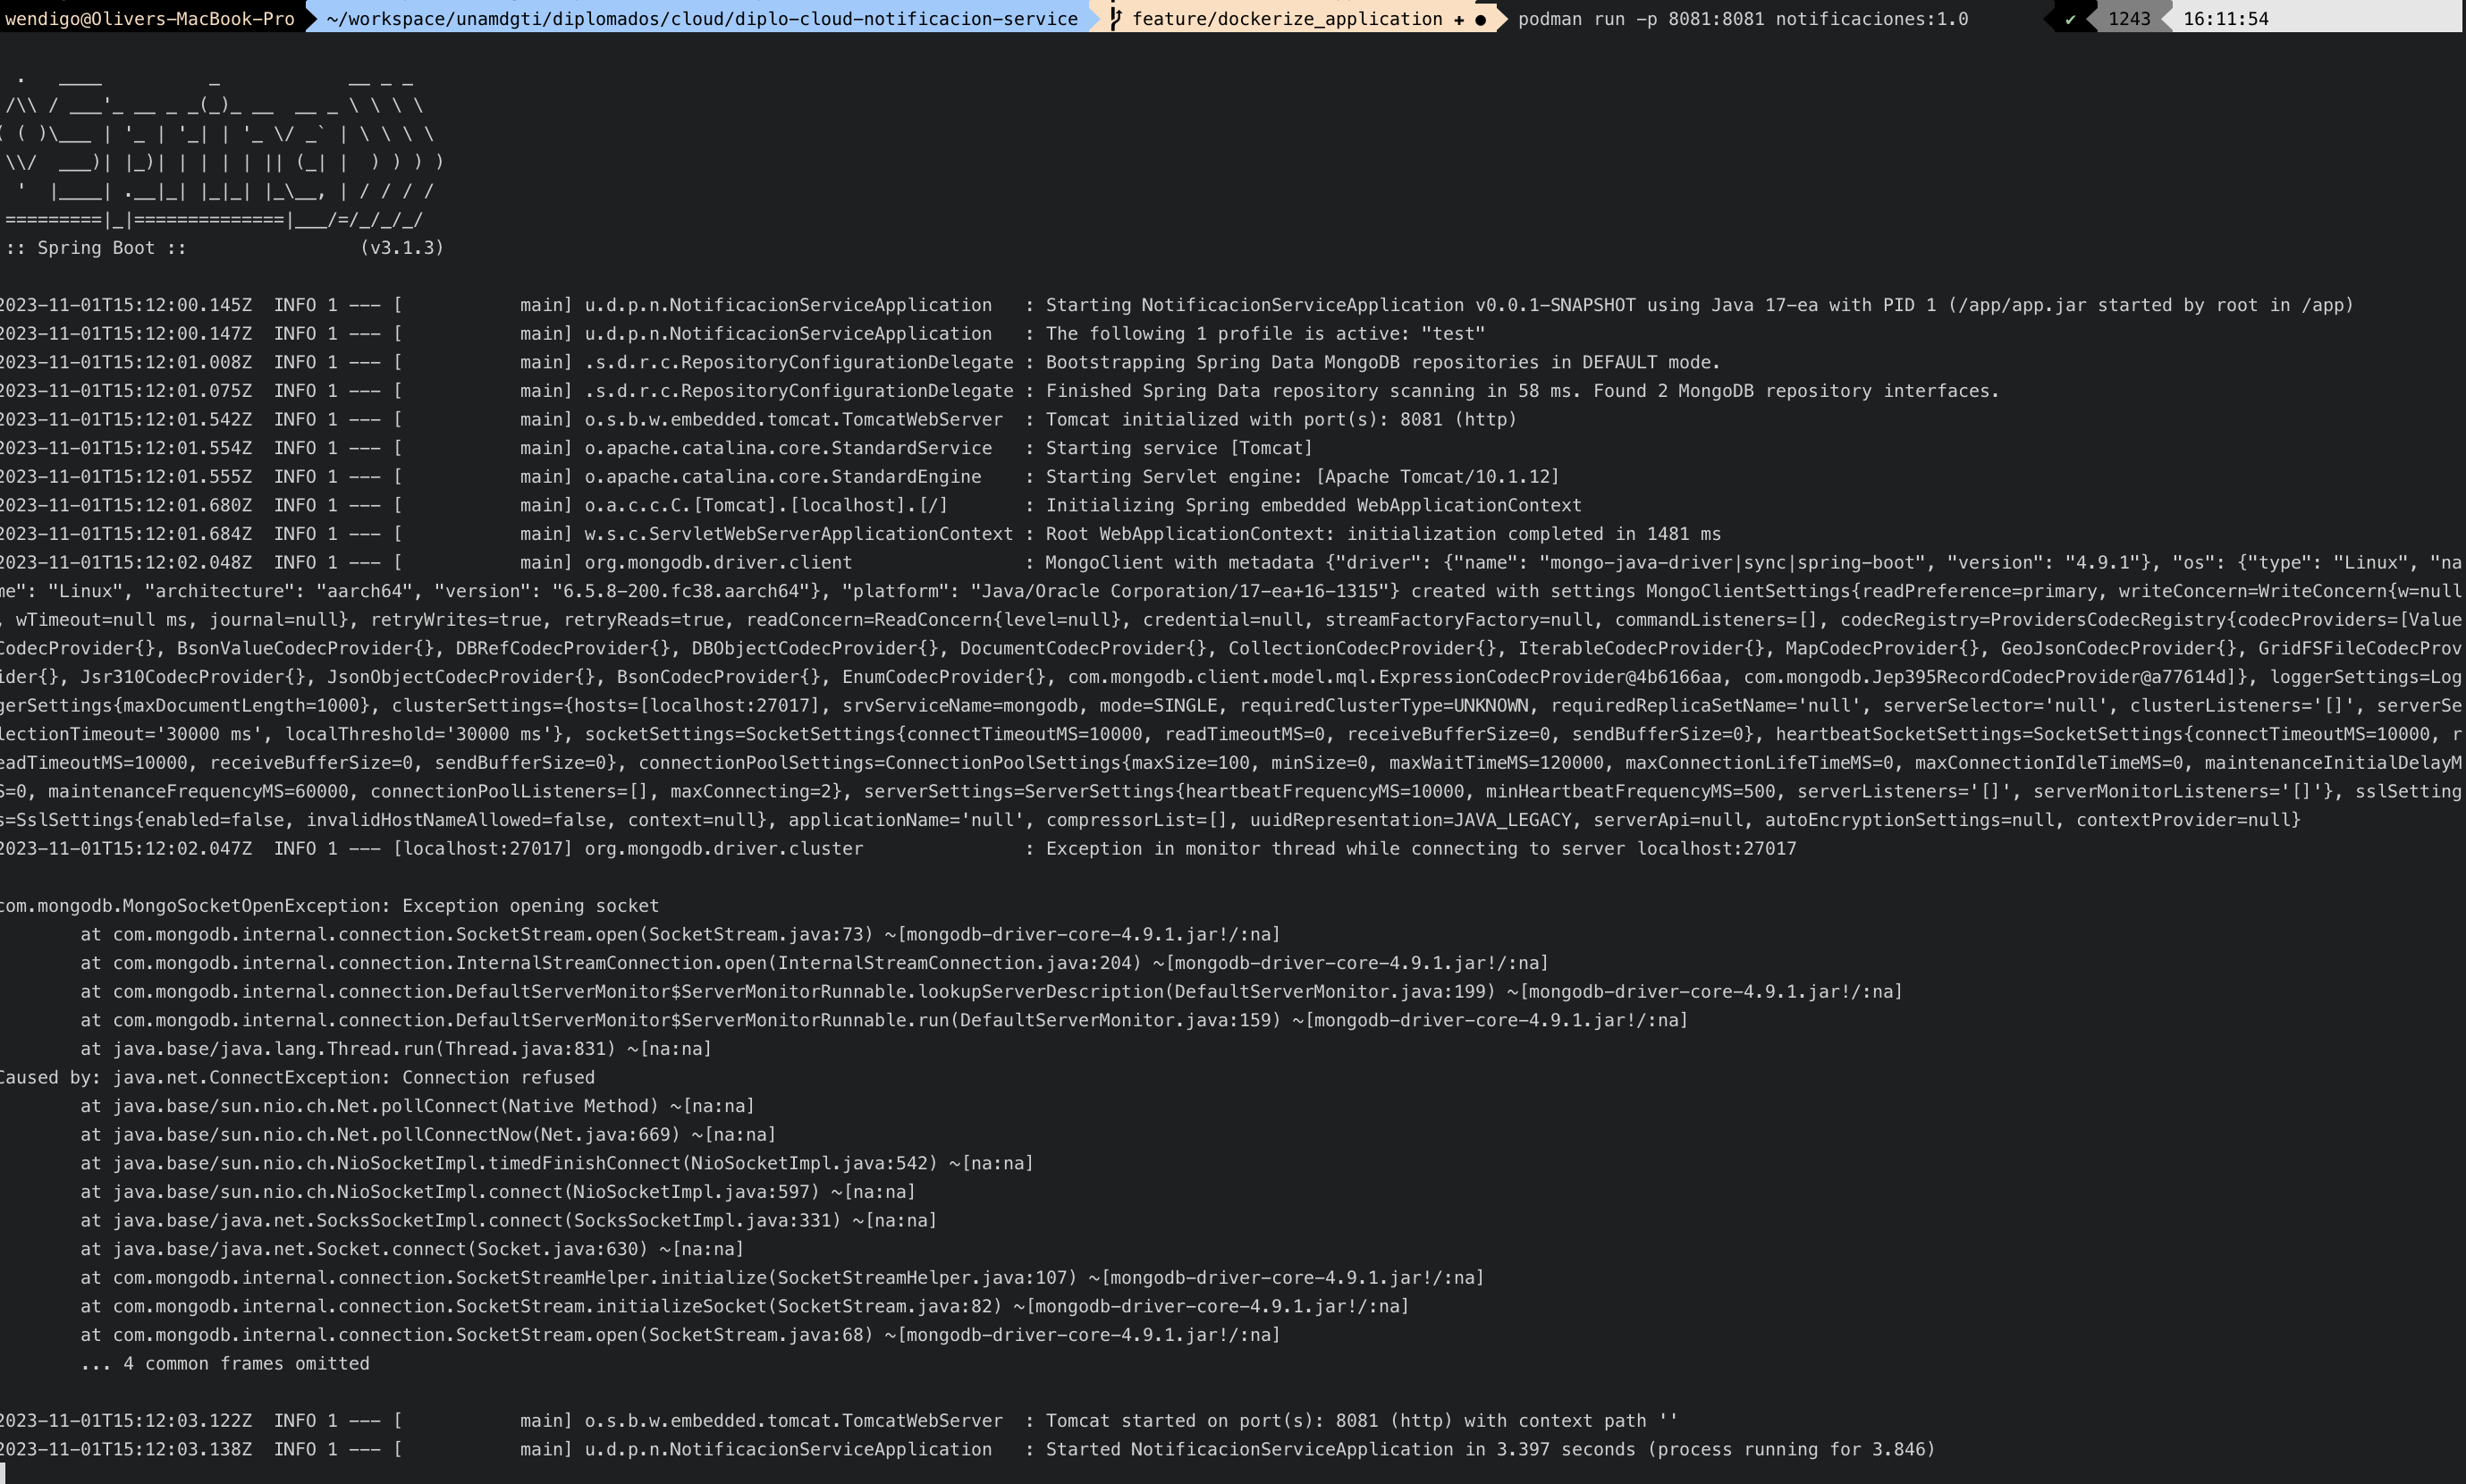 wendigo@Olivers-MacBook-Pro ~/workspace/unamdgti/diplomados/cloud/diplo-cloud-notificacion-service feature/dockerize_application + ● podman run -p 8081:8081 notificaciones:1.0 ✔ 1243 16:11:54
  .   ____          _            __ _ _
 /\\ / ___'_ __ _ _(_)_ __  __ _ \ \ \ \
( ( )\___ | '_ | '_| | '_ \/ _` | \ \ \ \
 \\/  ___)| |_)| | | | | || (_| |  ) ) ) )
  '  |____| .__|_| |_|_| |_\__, | / / / /
 =========|_|==============|___/=/_/_/_/
 :: Spring Boot ::                (v3.1.3)
2023-11-01T15:12:00.145Z  INFO 1 --- [           main] u.d.p.n.NotificacionServiceApplication   : Starting NotificacionServiceApplication v0.0.1-SNAPSHOT using Java 17-ea with PID 1 (/app/app.jar started by root in /app)
2023-11-01T15:12:00.147Z  INFO 1 --- [           main] u.d.p.n.NotificacionServiceApplication   : The following 1 profile is active: "test"
2023-11-01T15:12:01.008Z  INFO 1 --- [           main] .s.d.r.c.RepositoryConfigurationDelegate : Bootstrapping Spring Data MongoDB repositories in DEFAULT mode.
2023-11-01T15:12:01.075Z  INFO 1 --- [           main] .s.d.r.c.RepositoryConfigurationDelegate : Finished Spring Data repository scanning in 58 ms. Found 2 MongoDB repository interfaces.
2023-11-01T15:12:01.542Z  INFO 1 --- [           main] o.s.b.w.embedded.tomcat.TomcatWebServer  : Tomcat initialized with port(s): 8081 (http)
2023-11-01T15:12:01.554Z  INFO 1 --- [           main] o.apache.catalina.core.StandardService   : Starting service [Tomcat]
2023-11-01T15:12:01.555Z  INFO 1 --- [           main] o.apache.catalina.core.StandardEngine    : Starting Servlet engine: [Apache Tomcat/10.1.12]
2023-11-01T15:12:01.680Z  INFO 1 --- [           main] o.a.c.c.C.[Tomcat].[localhost].[/]       : Initializing Spring embedded WebApplicationContext
2023-11-01T15:12:01.684Z  INFO 1 --- [           main] w.s.c.ServletWebServerApplicationContext : Root WebApplicationContext: initialization completed in 1481 ms
2023-11-01T15:12:02.048Z  INFO 1 --- [           main] org.mongodb.driver.client                : MongoClient with metadata {"driver": {"name": "mongo-java-driver|sync|spring-boot", "version": "4.9.1"}, "os": {"type": "Linux", "na
me": "Linux", "architecture": "aarch64", "version": "6.5.8-200.fc38.aarch64"}, "platform": "Java/Oracle Corporation/17-ea+16-1315"} created with settings MongoClientSettings{readPreference=primary, writeConcern=WriteConcern{w=null
, wTimeout=null ms, journal=null}, retryWrites=true, retryReads=true, readConcern=ReadConcern{level=null}, credential=null, streamFactoryFactory=null, commandListeners=[], codecRegistry=ProvidersCodecRegistry{codecProviders=[Value
CodecProvider{}, BsonValueCodecProvider{}, DBRefCodecProvider{}, DBObjectCodecProvider{}, DocumentCodecProvider{}, CollectionCodecProvider{}, IterableCodecProvider{}, MapCodecProvider{}, GeoJsonCodecProvider{}, GridFSFileCodecProv
ider{}, Jsr310CodecProvider{}, JsonObjectCodecProvider{}, BsonCodecProvider{}, EnumCodecProvider{}, com.mongodb.client.model.mql.ExpressionCodecProvider@4b6166aa, com.mongodb.Jep395RecordCodecProvider@a77614d]}, loggerSettings=Log
gerSettings{maxDocumentLength=1000}, clusterSettings={hosts=[localhost:27017], srvServiceName=mongodb, mode=SINGLE, requiredClusterType=UNKNOWN, requiredReplicaSetName='null', serverSelector='null', clusterListeners='[]', serverSe
lectionTimeout='30000 ms', localThreshold='30000 ms'}, socketSettings=SocketSettings{connectTimeoutMS=10000, readTimeoutMS=0, receiveBufferSize=0, sendBufferSize=0}, heartbeatSocketSettings=SocketSettings{connectTimeoutMS=10000, r
eadTimeoutMS=10000, receiveBufferSize=0, sendBufferSize=0}, connectionPoolSettings=ConnectionPoolSettings{maxSize=100, minSize=0, maxWaitTimeMS=120000, maxConnectionLifeTimeMS=0, maxConnectionIdleTimeMS=0, maintenanceInitialDelayM
S=0, maintenanceFrequencyMS=60000, connectionPoolListeners=[], maxConnecting=2}, serverSettings=ServerSettings{heartbeatFrequencyMS=10000, minHeartbeatFrequencyMS=500, serverListeners='[]', serverMonitorListeners='[]'}, sslSetting
s=SslSettings{enabled=false, invalidHostNameAllowed=false, context=null}, applicationName='null', compressorList=[], uuidRepresentation=JAVA_LEGACY, serverApi=null, autoEncryptionSettings=null, contextProvider=null}
2023-11-01T15:12:02.047Z  INFO 1 --- [localhost:27017] org.mongodb.driver.cluster               : Exception in monitor thread while connecting to server localhost:27017
com.mongodb.MongoSocketOpenException: Exception opening socket
	at com.mongodb.internal.connection.SocketStream.open(SocketStream.java:73) ~[mongodb-driver-core-4.9.1.jar!/:na]
	at com.mongodb.internal.connection.InternalStreamConnection.open(InternalStreamConnection.java:204) ~[mongodb-driver-core-4.9.1.jar!/:na]
	at com.mongodb.internal.connection.DefaultServerMonitor$ServerMonitorRunnable.lookupServerDescription(DefaultServerMonitor.java:199) ~[mongodb-driver-core-4.9.1.jar!/:na]
	at com.mongodb.internal.connection.DefaultServerMonitor$ServerMonitorRunnable.run(DefaultServerMonitor.java:159) ~[mongodb-driver-core-4.9.1.jar!/:na]
	at java.base/java.lang.Thread.run(Thread.java:831) ~[na:na]
Caused by: java.net.ConnectException: Connection refused
	at java.base/sun.nio.ch.Net.pollConnect(Native Method) ~[na:na]
	at java.base/sun.nio.ch.Net.pollConnectNow(Net.java:669) ~[na:na]
	at java.base/sun.nio.ch.NioSocketImpl.timedFinishConnect(NioSocketImpl.java:542) ~[na:na]
	at java.base/sun.nio.ch.NioSocketImpl.connect(NioSocketImpl.java:597) ~[na:na]
	at java.base/java.net.SocksSocketImpl.connect(SocksSocketImpl.java:331) ~[na:na]
	at java.base/java.net.Socket.connect(Socket.java:630) ~[na:na]
	at com.mongodb.internal.connection.SocketStreamHelper.initialize(SocketStreamHelper.java:107) ~[mongodb-driver-core-4.9.1.jar!/:na]
	at com.mongodb.internal.connection.SocketStream.initializeSocket(SocketStream.java:82) ~[mongodb-driver-core-4.9.1.jar!/:na]
	at com.mongodb.internal.connection.SocketStream.open(SocketStream.java:68) ~[mongodb-driver-core-4.9.1.jar!/:na]
	... 4 common frames omitted
2023-11-01T15:12:03.122Z  INFO 1 --- [           main] o.s.b.w.embedded.tomcat.TomcatWebServer  : Tomcat started on port(s): 8081 (http) with context path ''
2023-11-01T15:12:03.138Z  INFO 1 --- [           main] u.d.p.n.NotificacionServiceApplication   : Started NotificacionServiceApplication in 3.397 seconds (process running for 3.846)